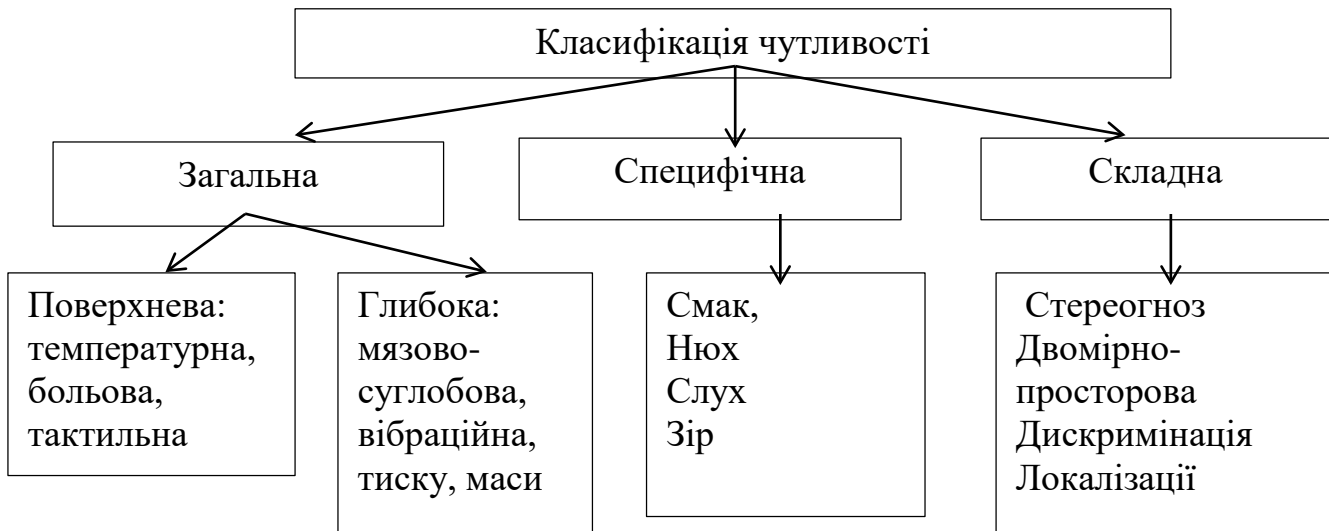 Класифікація чутливості
Загальна
Специфічна
Складна
Поверхнева:
температурна,
больова,
тактильна
Глибока:
мязово-
суглобова,
вібраційна,
тиску, маси
Смак,
Нюх
Слух
Зір
Стереогноз
Двомірно-
просторова
Дискримінація
Локалізації